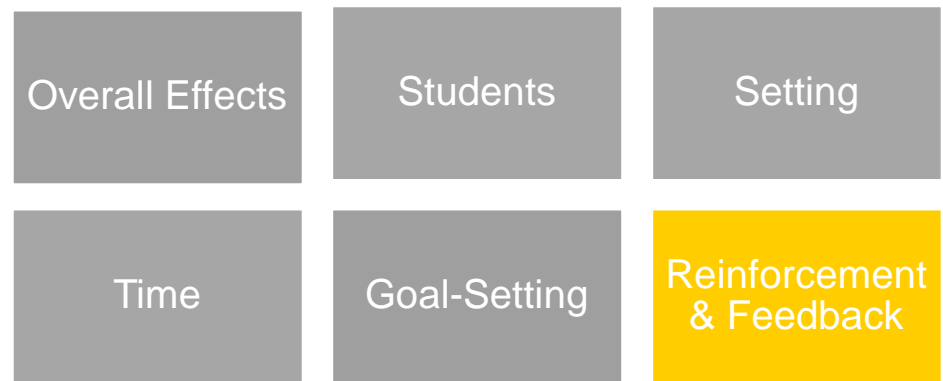 Overall Effects
Students
Setting
Time
Goal-Setting
Reinforcement
& Feedback